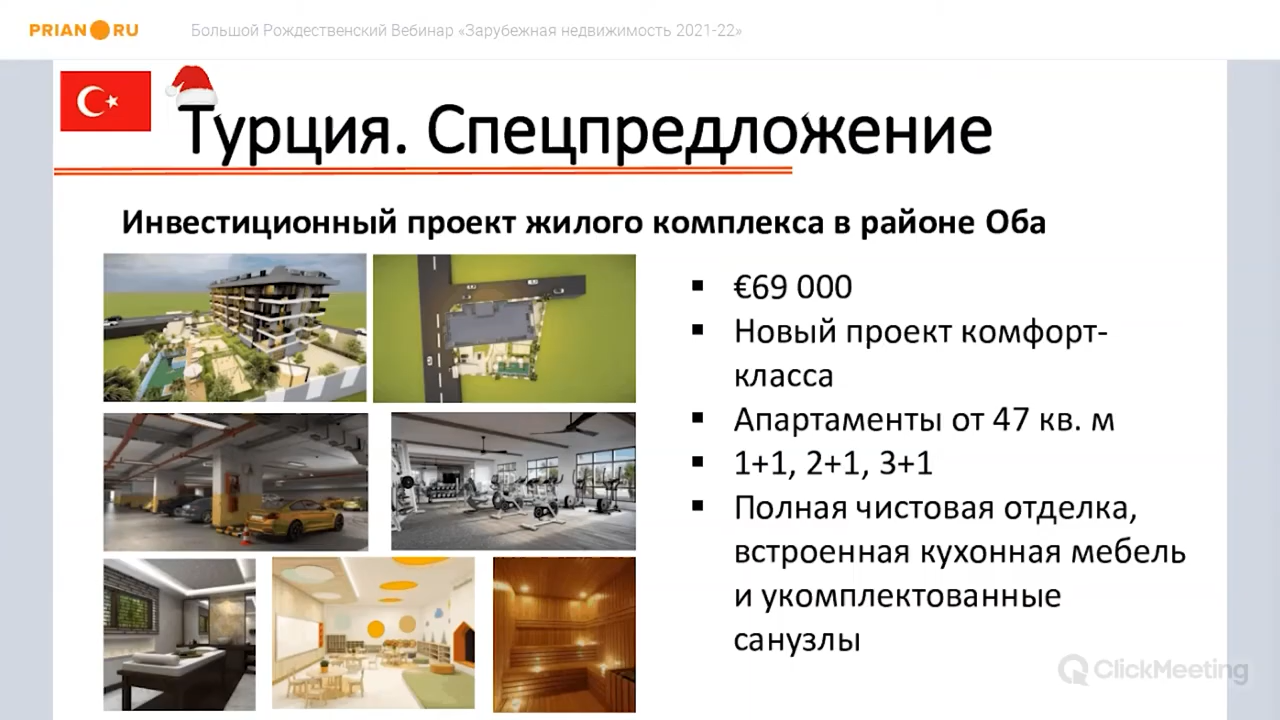 PRIAN RU
Большой Рождественский Вебинар «Зарубежная недвижимость 2021-22»
Турция. Спецпредложение
Инвестиционный проект жилого комплекса в районе Оба
€69 000
Новый проект комфорт-
класса
Апартаменты от 47 кв. м
1+1, 2+1, 3+1
Полная чистовая отделка,
встроенная кухонная мебель
и укомплектованные
санузлы
ClickMeeting